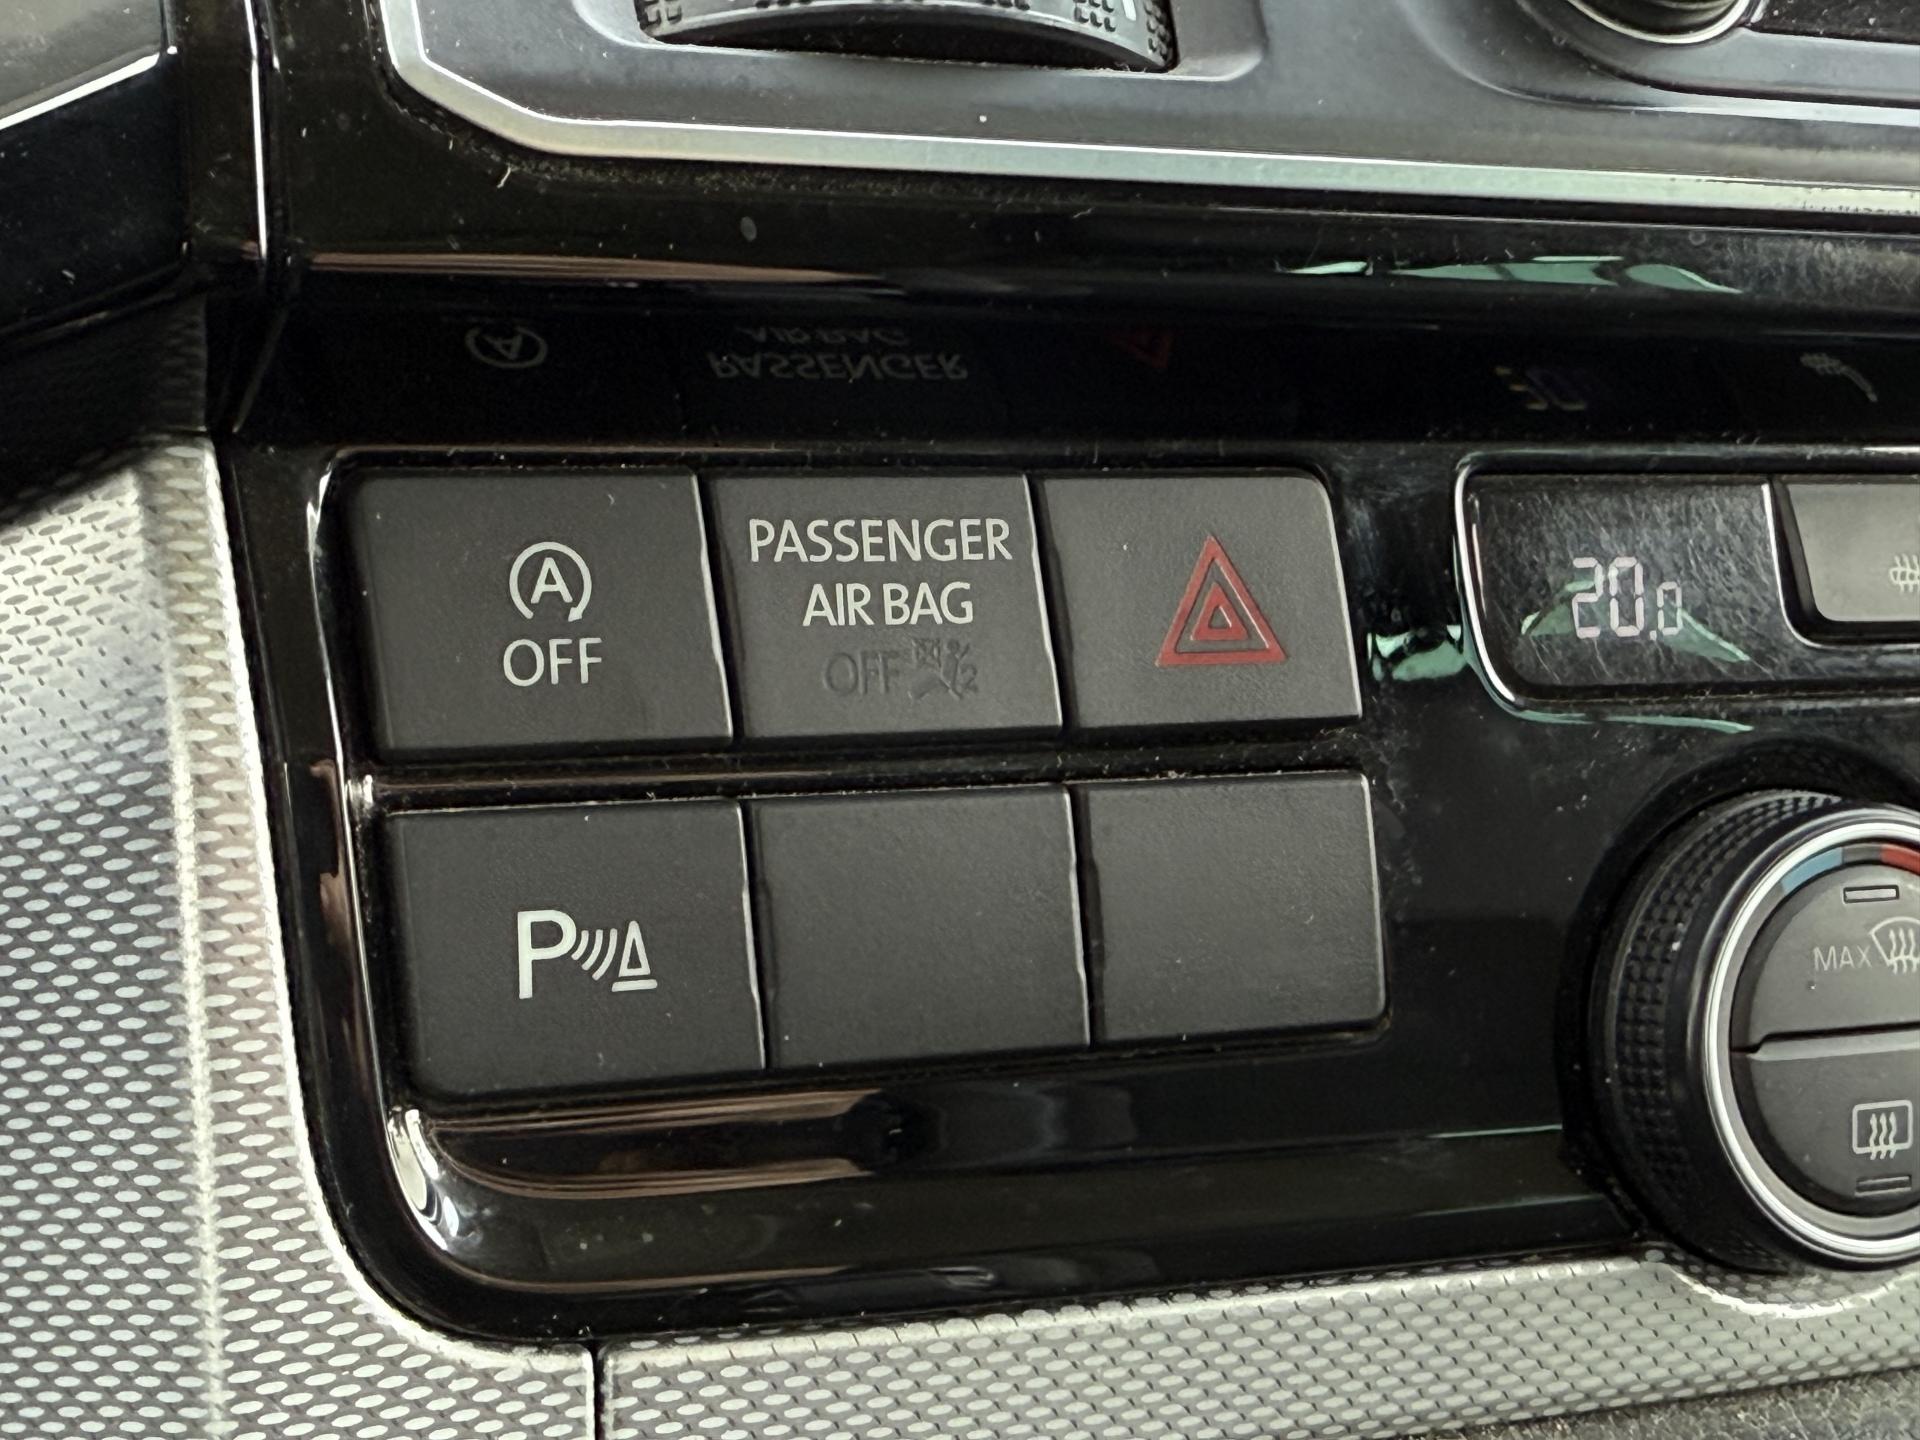 A
OFF
PASSENGER
AIR BAG
OFF
20.0
P
MAX